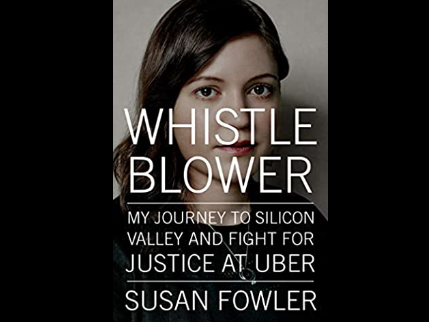 WHISTLE
BLOWER
MY JOURNEY TO SILICON
VALLEY AND FIGHT FOR
JUSTICE AT UBER
SUSAN FOWLER